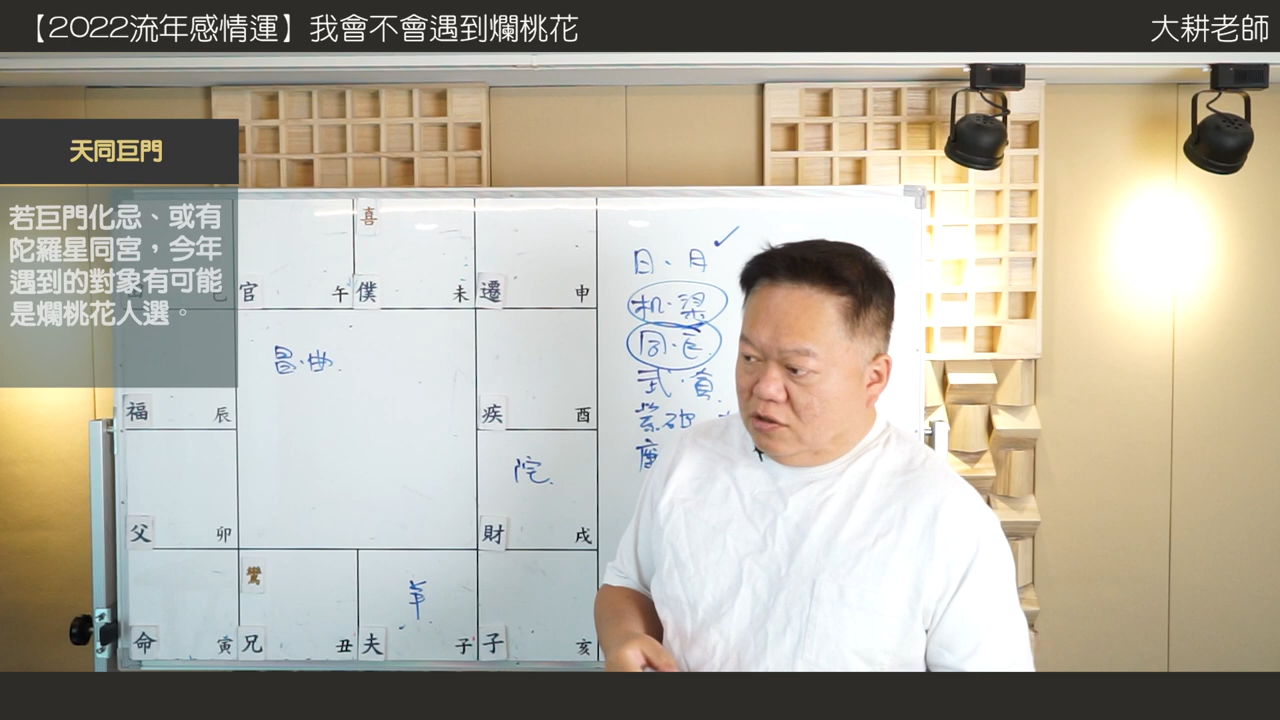 【2022流年感情運】我會不會遇到爛桃花
大耕老師
天同巨門
若巨門化忌、或有
陀羅星同宮，今年
遇到的對象有可能
是爛桃花人選。
喜
官 午 僕 未 遷 申
昌·曲
福 辰 疾 酉
陀
父 卯 財 戌
鸞
命 寅 兄 丑 夫 子 子 亥
日、月 ✓
机·梁
同·巨
武·貪
紫破